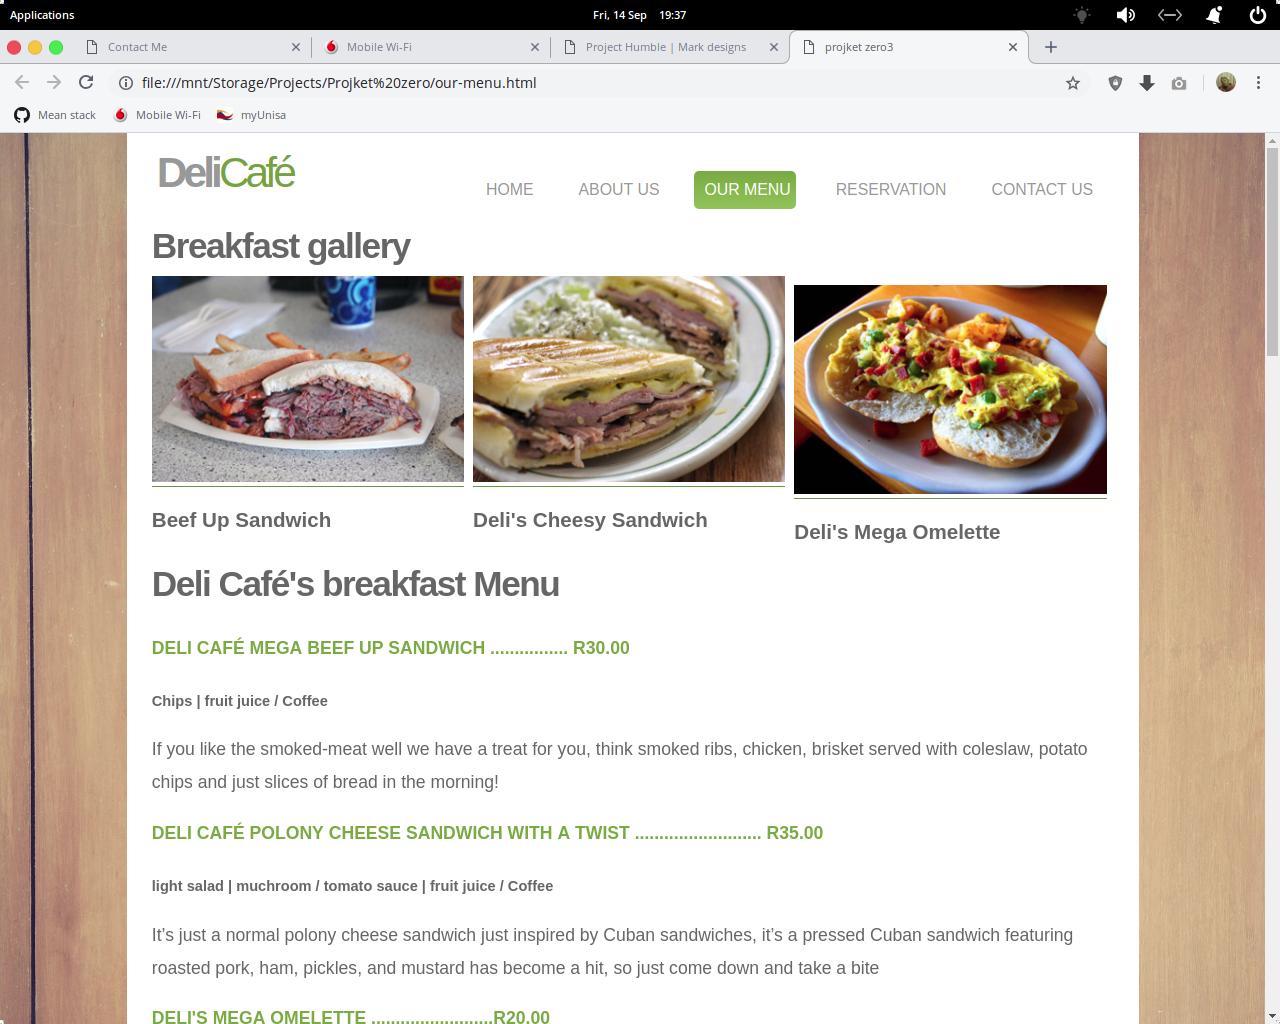 Applications
Fri, 14 Sep 19:37
Contact Me
Mobile Wi-Fi
Project Humble | Mark designs
projket zero3
file:///mnt/Storage/Projects/Projket%20zero/our-menu.html
Mean stack
Mobile Wi-Fi
myUnisa
DeliCafé
HOME
ABOUT US
OUR MENU
RESERVATION
CONTACT US
Breakfast gallery
Beef Up Sandwich
Deli's Cheesy Sandwich
Deli's Mega Omelette
Deli Café's breakfast Menu
DELI CAFÉ MEGA BEEF UP SANDWICH ................ R30.00
Chips | fruit juice / Coffee
If you like the smoked-meat well we have a treat for you, think smoked ribs, chicken, brisket served with coleslaw, potato
chips and just slices of bread in the morning!
DELI CAFÉ POLONY CHEESE SANDWICH WITH A TWIST .......................... R35.00
light salad | muchroom / tomato sauce | fruit juice / Coffee
It’s just a normal polony cheese sandwich just inspired by Cuban sandwiches, it’s a pressed Cuban sandwich featuring
roasted pork, ham, pickles, and mustard has become a hit, so just come down and take a bite
DELI'S MEGA OMELETTE .........................R20.00